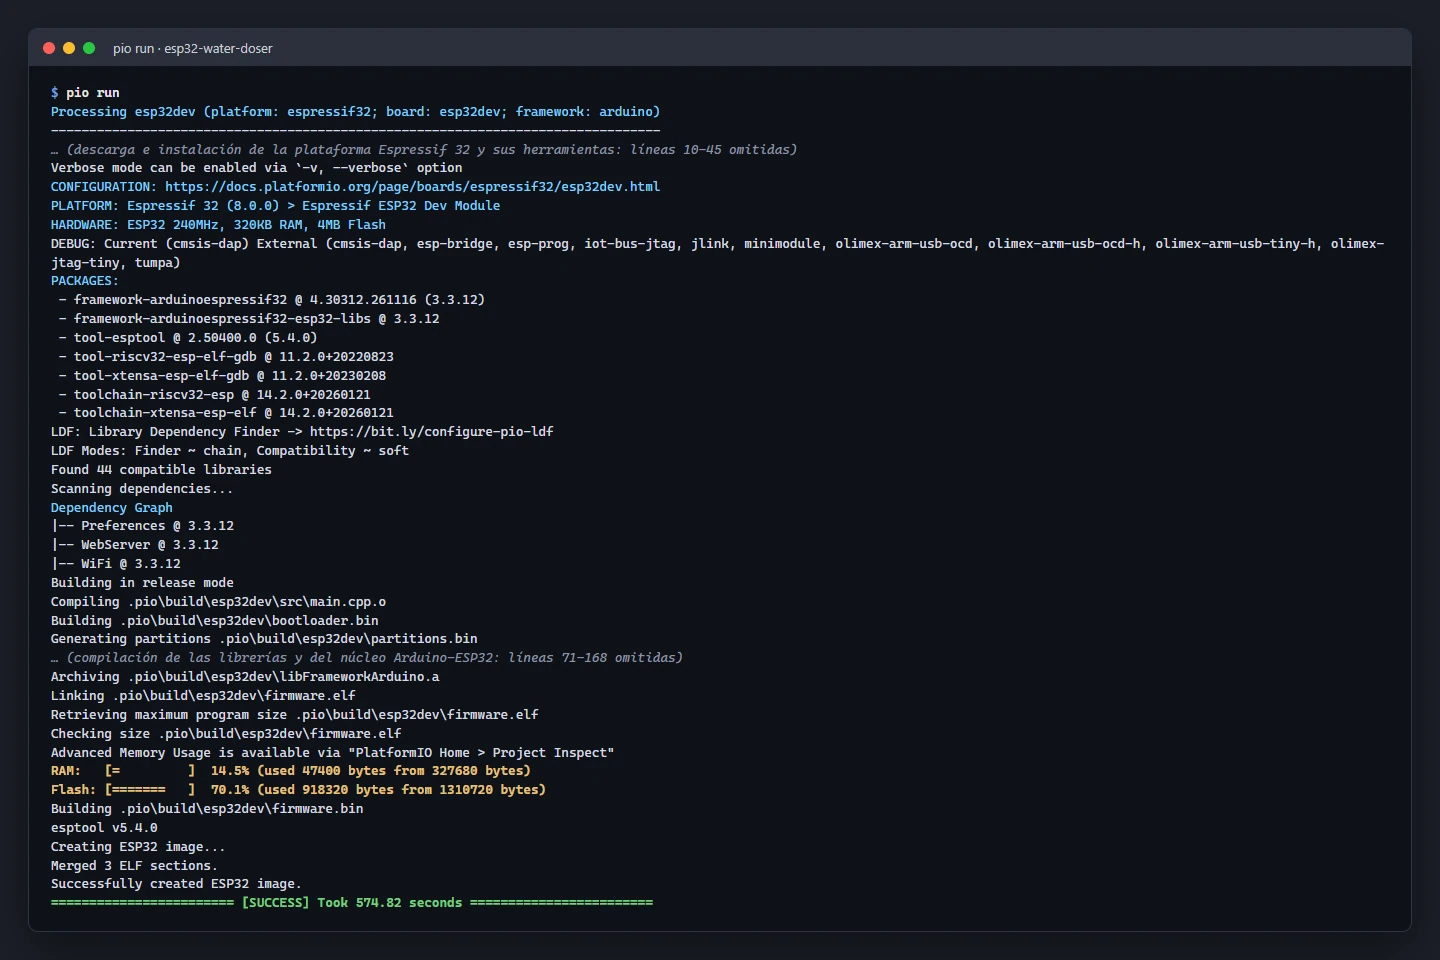 pio run · esp32-water-doser
$ pio run
Processing esp32dev (platform: espressif32; board: esp32dev; framework: arduino)
--------------------------------------------------------------------------------
… (descarga e instalación de la plataforma Espressif 32 y sus herramientas: líneas 10-45 omitidas)
Verbose mode can be enabled via `-v, --verbose` option
CONFIGURATION: https://docs.platformio.org/page/boards/espressif32/esp32dev.html
PLATFORM: Espressif 32 (8.0.0) > Espressif ESP32 Dev Module
HARDWARE: ESP32 240MHz, 320KB RAM, 4MB Flash
DEBUG: Current (cmsis-dap) External (cmsis-dap, esp-bridge, esp-prog, iot-bus-jtag, jlink, minimodule, olimex-arm-usb-ocd, olimex-arm-usb-ocd-h, olimex-arm-usb-tiny-h, olimex-
jtag-tiny, tumpa)
PACKAGES:
 - framework-arduinoespressif32 @ 4.30312.261116 (3.3.12)
 - framework-arduinoespressif32-esp32-libs @ 3.3.12
 - tool-esptool @ 2.50400.0 (5.4.0)
 - tool-riscv32-esp-elf-gdb @ 11.2.0+20220823
 - tool-xtensa-esp-elf-gdb @ 11.2.0+20230208
 - toolchain-riscv32-esp @ 14.2.0+20260121
 - toolchain-xtensa-esp-elf @ 14.2.0+20260121
LDF: Library Dependency Finder -> https://bit.ly/configure-pio-ldf
LDF Modes: Finder ~ chain, Compatibility ~ soft
Found 44 compatible libraries
Scanning dependencies...
Dependency Graph
|-- Preferences @ 3.3.12
|-- WebServer @ 3.3.12
|-- WiFi @ 3.3.12
Building in release mode
Compiling .pio\build\esp32dev\src\main.cpp.o
Building .pio\build\esp32dev\bootloader.bin
Generating partitions .pio\build\esp32dev\partitions.bin
… (compilación de las librerías y del núcleo Arduino-ESP32: líneas 71-168 omitidas)
Archiving .pio\build\esp32dev\libFrameworkArduino.a
Linking .pio\build\esp32dev\firmware.elf
Retrieving maximum program size .pio\build\esp32dev\firmware.elf
Checking size .pio\build\esp32dev\firmware.elf
Advanced Memory Usage is available via "PlatformIO Home > Project Inspect"
RAM:   [=         ]  14.5% (used 47400 bytes from 327680 bytes)
Flash: [=======   ]  70.1% (used 918320 bytes from 1310720 bytes)
Building .pio\build\esp32dev\firmware.bin
esptool v5.4.0
Creating ESP32 image...
Merged 3 ELF sections.
Successfully created ESP32 image.
======================== [SUCCESS] Took 574.82 seconds ========================